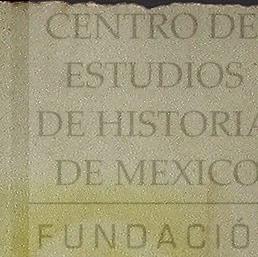 CENTRO DE
ESTUDIOS
DE HISTORIA
DE MEXICO
FUNDACIÓ